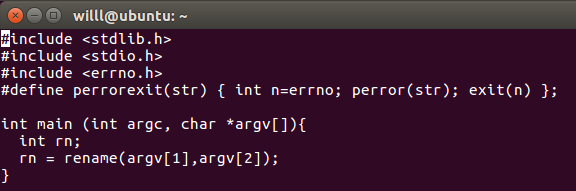 willl@ubuntu: ~
#include <stdlib.h>
#include <stdio.h>
#include <errno.h>
#define perrorexit(str) { int n=errno; perror(str); exit(n) };

int main (int argc, char *argv[]){
  int rn;
  rn = rename(argv[1],argv[2]);
}